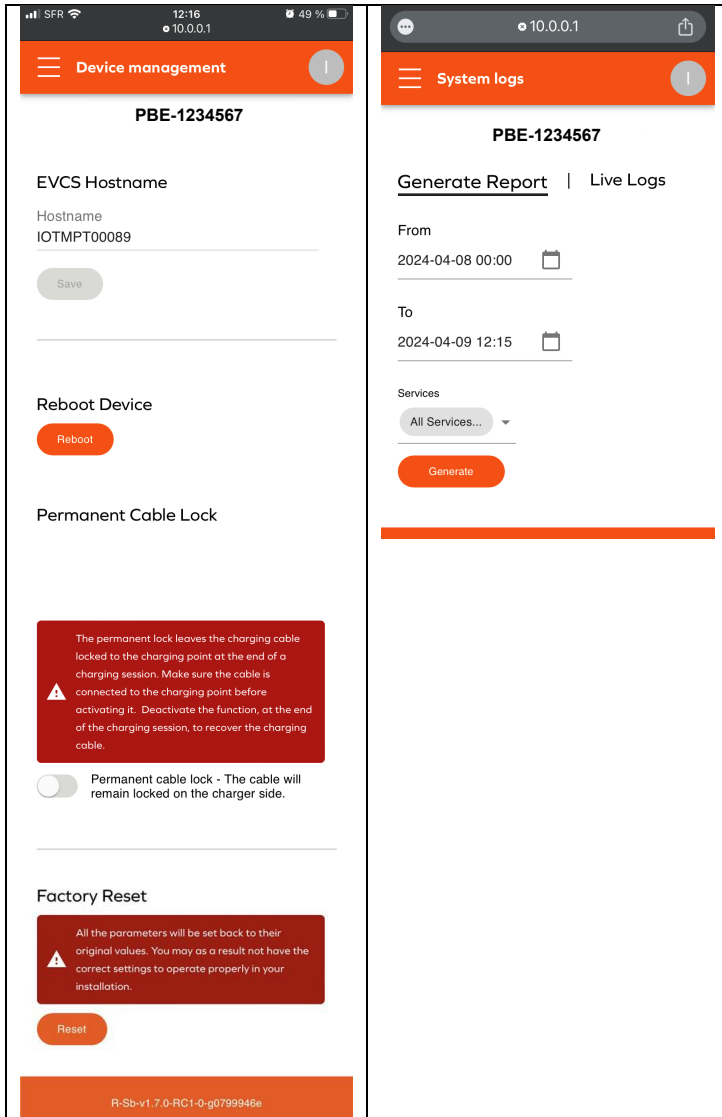 SFR 12:16 49 %
10.0.0.1
Device management I
PBE-1234567
EVCS Hostname
Hostname
IOTMPT00089
Save
Reboot Device
Reboot
Permanent Cable Lock
The permanent lock leaves the charging cable
locked to the charging point at the end of a
charging session. Make sure the cable is
connected to the charging point before
activating it. Deactivate the function, at the end
of the charging session, to recover the charging
cable.
Permanent cable lock - The cable will
remain locked on the charger side.
Factory Reset
All the parameters will be set back to their
original values. You may as a result not have the
correct settings to operate properly in your
installation.
Reset
R-Sb-v1.7.0-RC1-0-g0799946e
10.0.0.1
System logs I
PBE-1234567
Generate Report | Live Logs
From
2024-04-08 00:00
To
2024-04-09 12:15
Services
All Services...
Generate